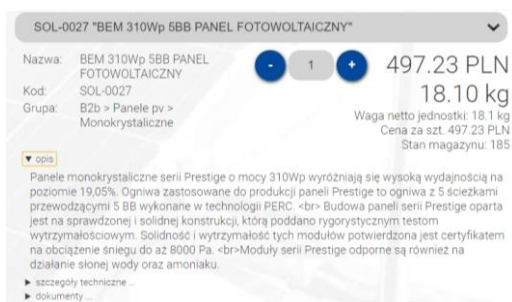 SOL-0027 "BEM 310Wp 5BB PANEL FOTOWOLTAICZNY"
Nazwa: BEM 310Wp 5BB PANEL FOTOWOLTAICZNY
Kod: SOL-0027
Grupa: B2b > Panele pv > Monokrystaliczne
- 1 +
497.23 PLN
18.10 kg
Waga netto jednostki: 18.1 kg
Cena za szt. 497.23 PLN
Stan magazynu: 185
▼ opis
Panele monokrystaliczne serii Prestige o mocy 310Wp wyróżniają się wysoką wydajnością na
poziomie 19,05%. Ogniwa zastosowane do produkcji paneli Prestige to ogniwa z 5 ścieżkami
przewodzącymi 5 BB wykonane w technologii PERC. <br> Budowa paneli serii Prestige oparta
jest na sprawdzonej i solidnej konstrukcji, którą poddano rygorystycznym testom
wytrzymałościowym. Solidność i wytrzymałość tych modułów potwierdzona jest certyfikatem
na obciążenie śniegu do aż 8000 Pa. <br>Moduły serii Prestige odporne są również na
działanie słonej wody oraz amoniaku.
► szczegóły techniczne ...
► dokumenty ...